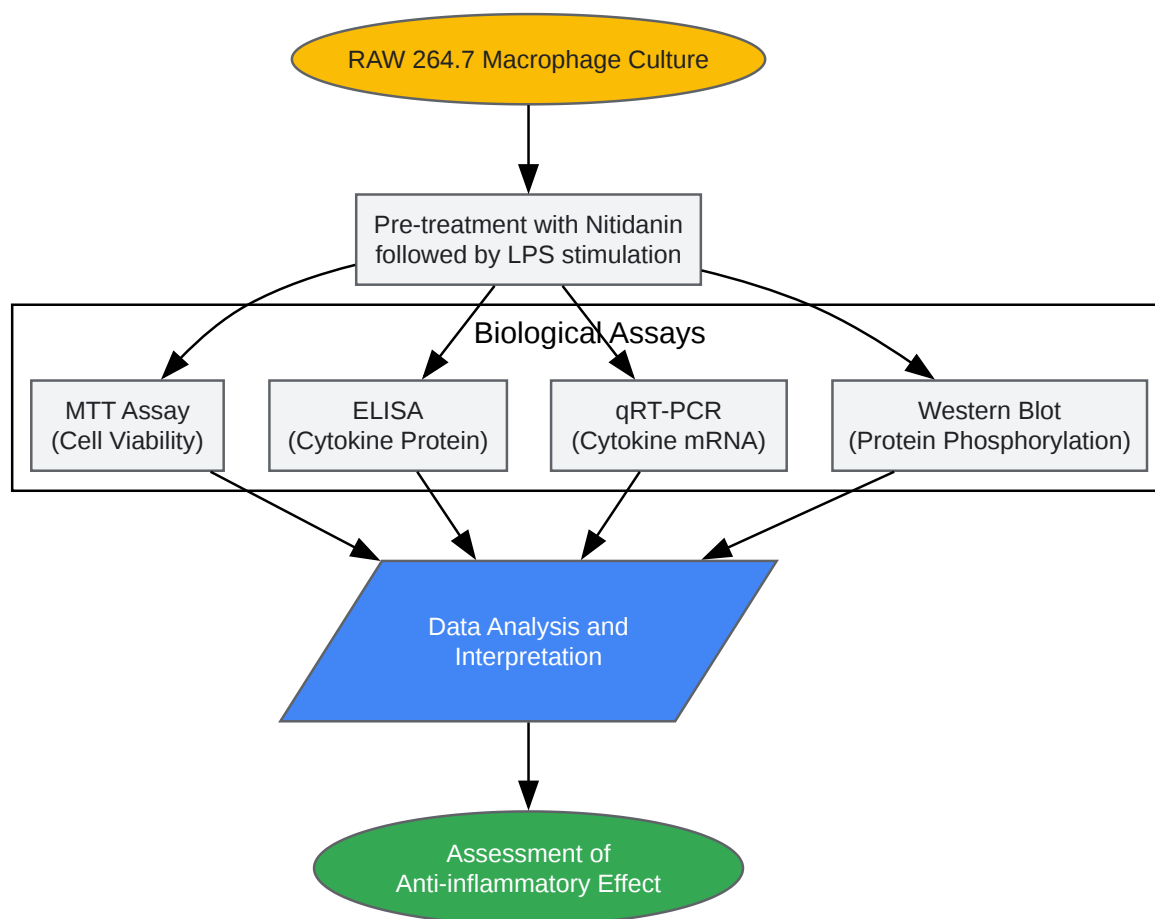 RAW 264.7 Macrophage Culture
Pre-treatment with Nitidanin
followed by LPS stimulation
Biological Assays
MTT Assay
(Cell Viability)
ELISA
(Cytokine Protein)
qRT-PCR
(Cytokine mRNA)
Western Blot
(Protein Phosphorylation)
Data Analysis and
Interpretation
Assessment of
Anti-inflammatory Effect